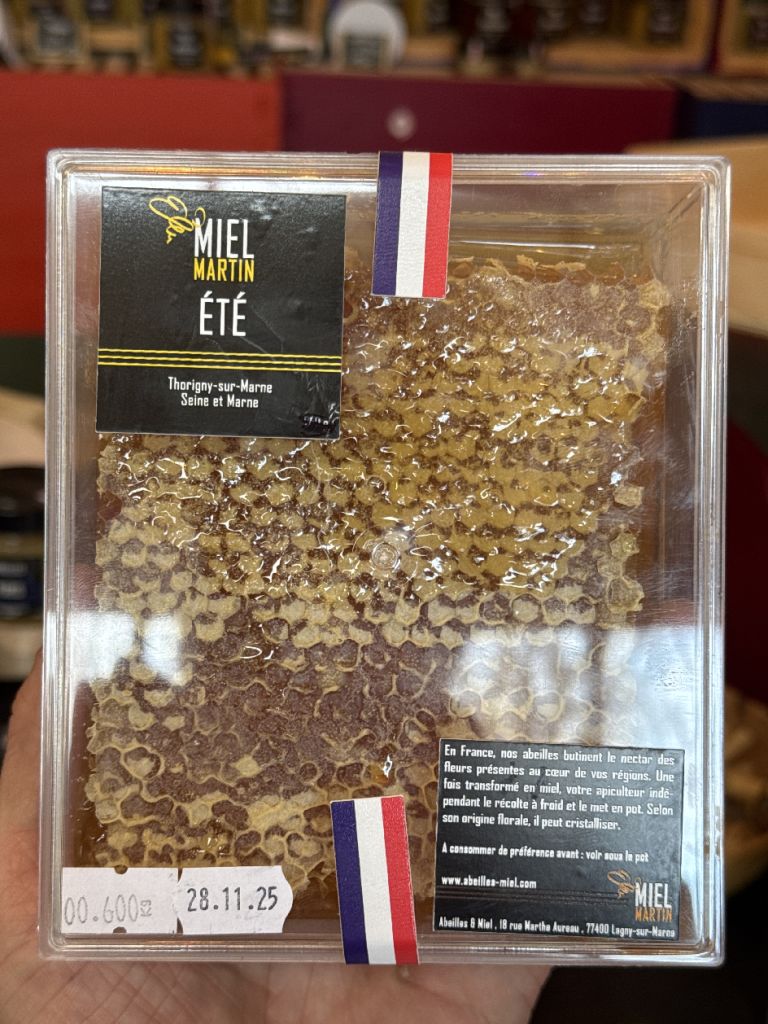 MIEL
MARTIN
ÉTÉ
Thorigny-sur-Marne
Seine et Marne
En France, nos abeilles butinent le nectar des
fleurs présentes au cœur de vos régions. Une
fois transformé en miel, votre apiculteur indé-
pendant le récolte à froid et le met en pot. Selon
son origine florale, il peut cristalliser.
A consommer de préférence avant : voir sous le pot
www.abeilles-miel.com
MIEL
MARTIN
Abeilles & Miel . 18 rue Marthe Aureau . 77400 Lagny-sur-Marne
00.600KG
28.11.25